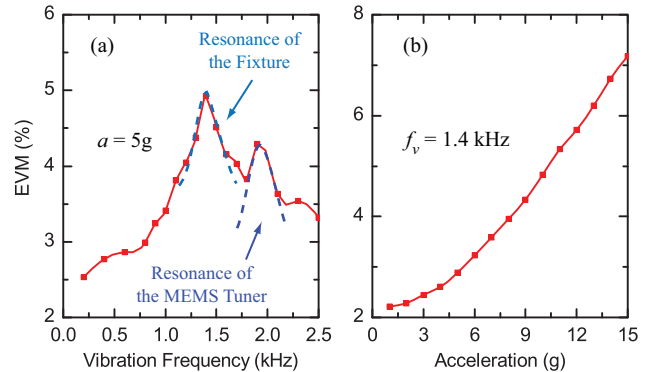 (a)
Resonance of
the Fixture
a = 5g
Resonance of
the MEMS Tuner
EVM (%)
6
5
4
3
2
0.0 0.5 1.0 1.5 2.0 2.5
Vibration Frequency (kHz)
(b)
fv = 1.4 kHz
8
6
4
2
0 3 6 9 12 15
Acceleration (g)